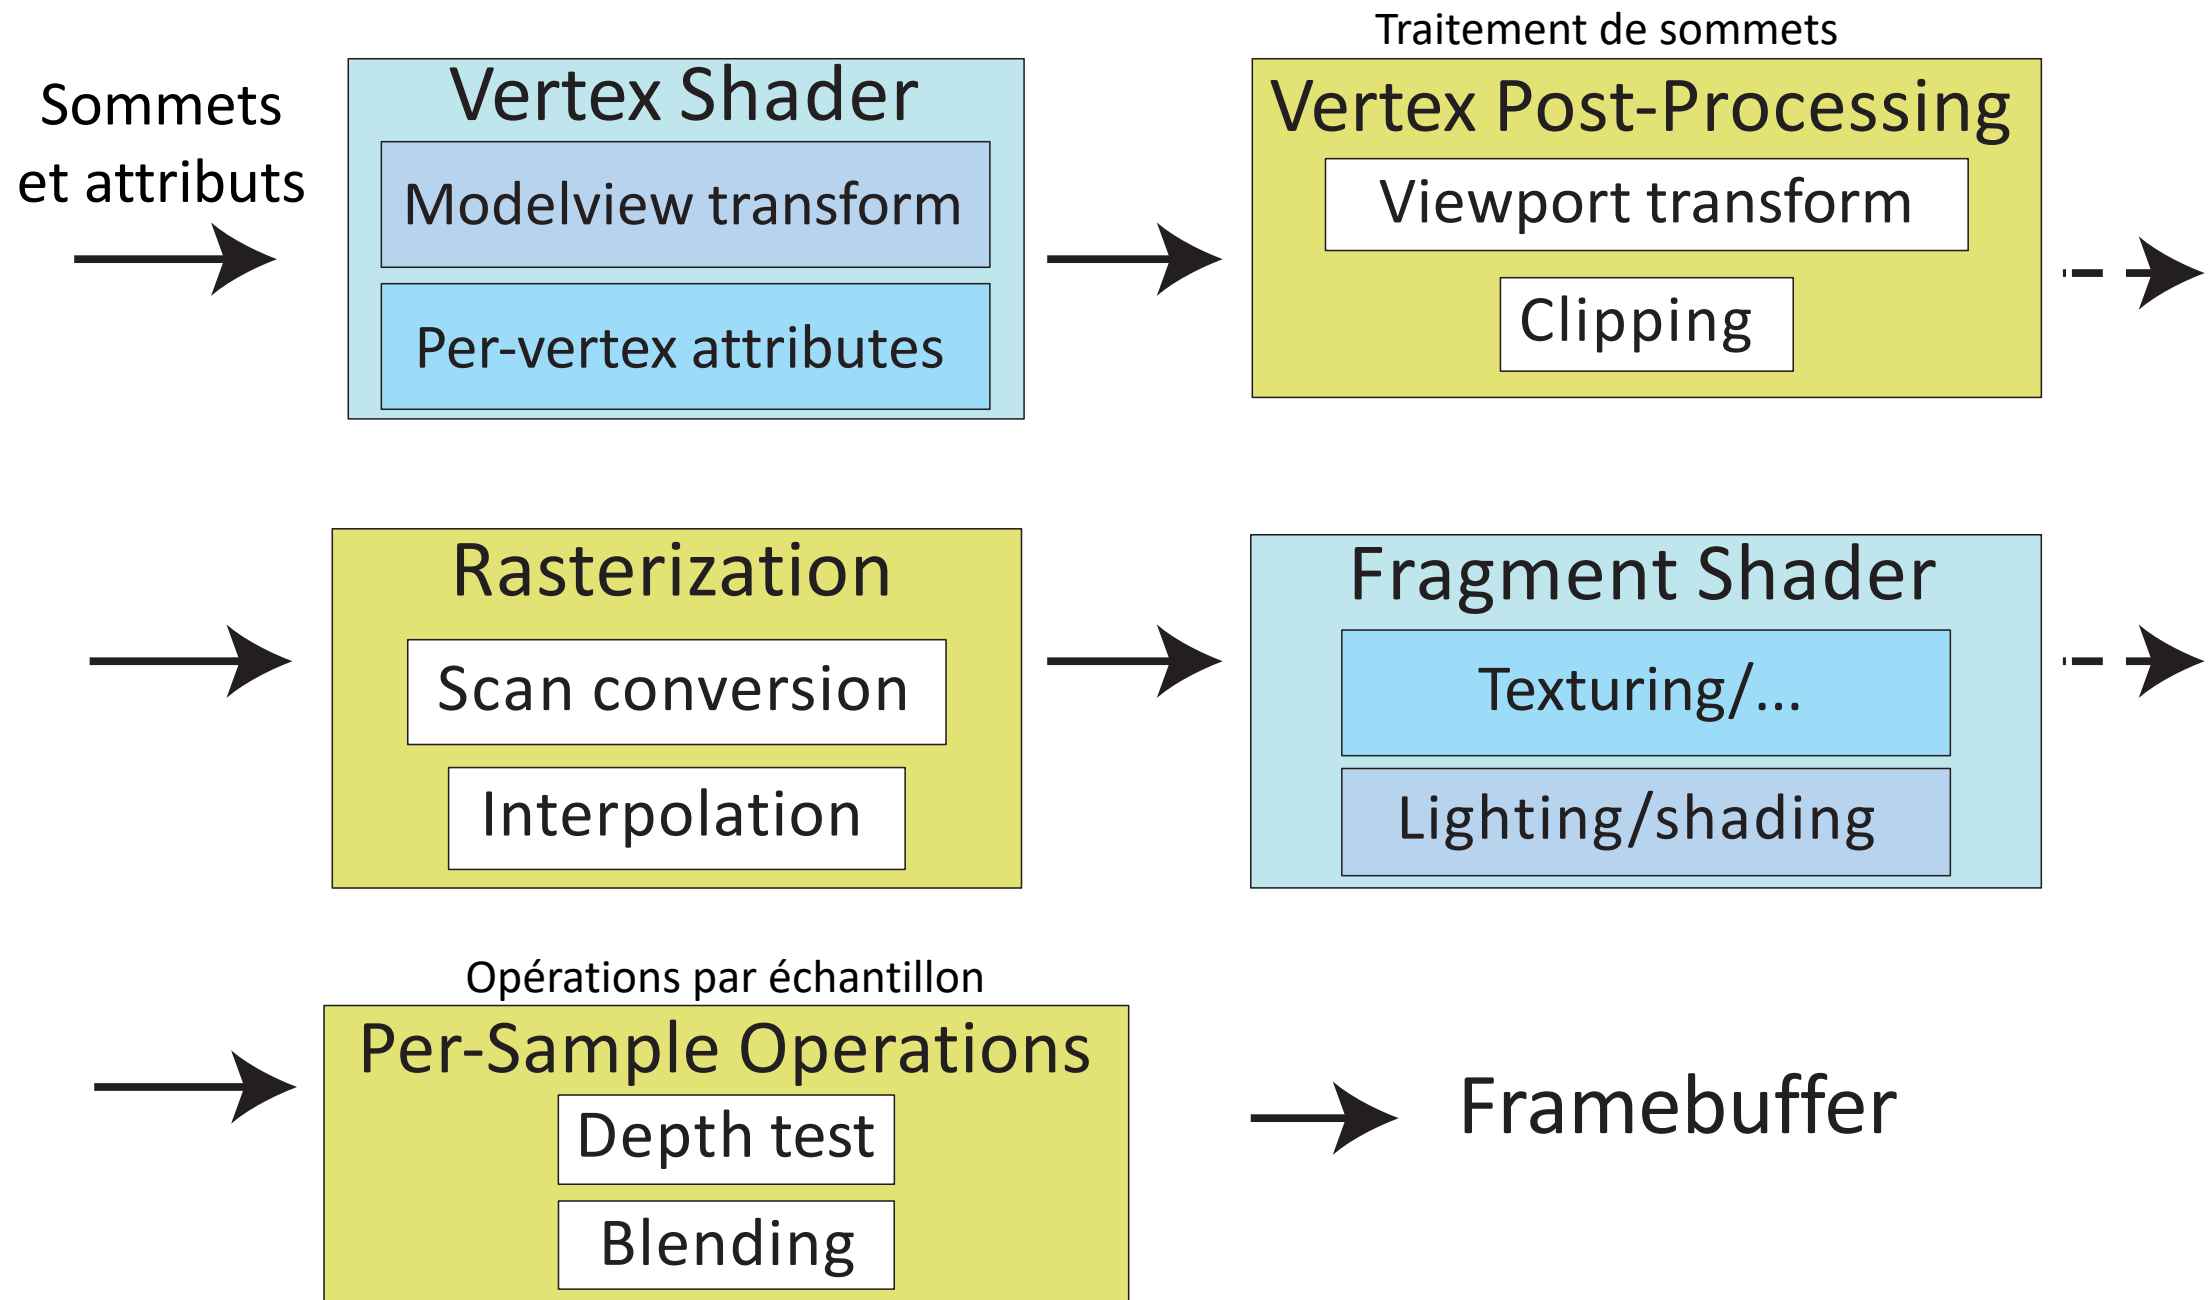 Sommets
et attributs
Vertex Shader
Modelview transform
Per-vertex attributes
Traitement de sommets
Vertex Post-Processing
Viewport transform
Clipping
Rasterization
Scan conversion
Interpolation
Fragment Shader
Texturing/...
Lighting/shading
Opérations par échantillon
Per-Sample Operations
Depth test
Blending
Framebuffer